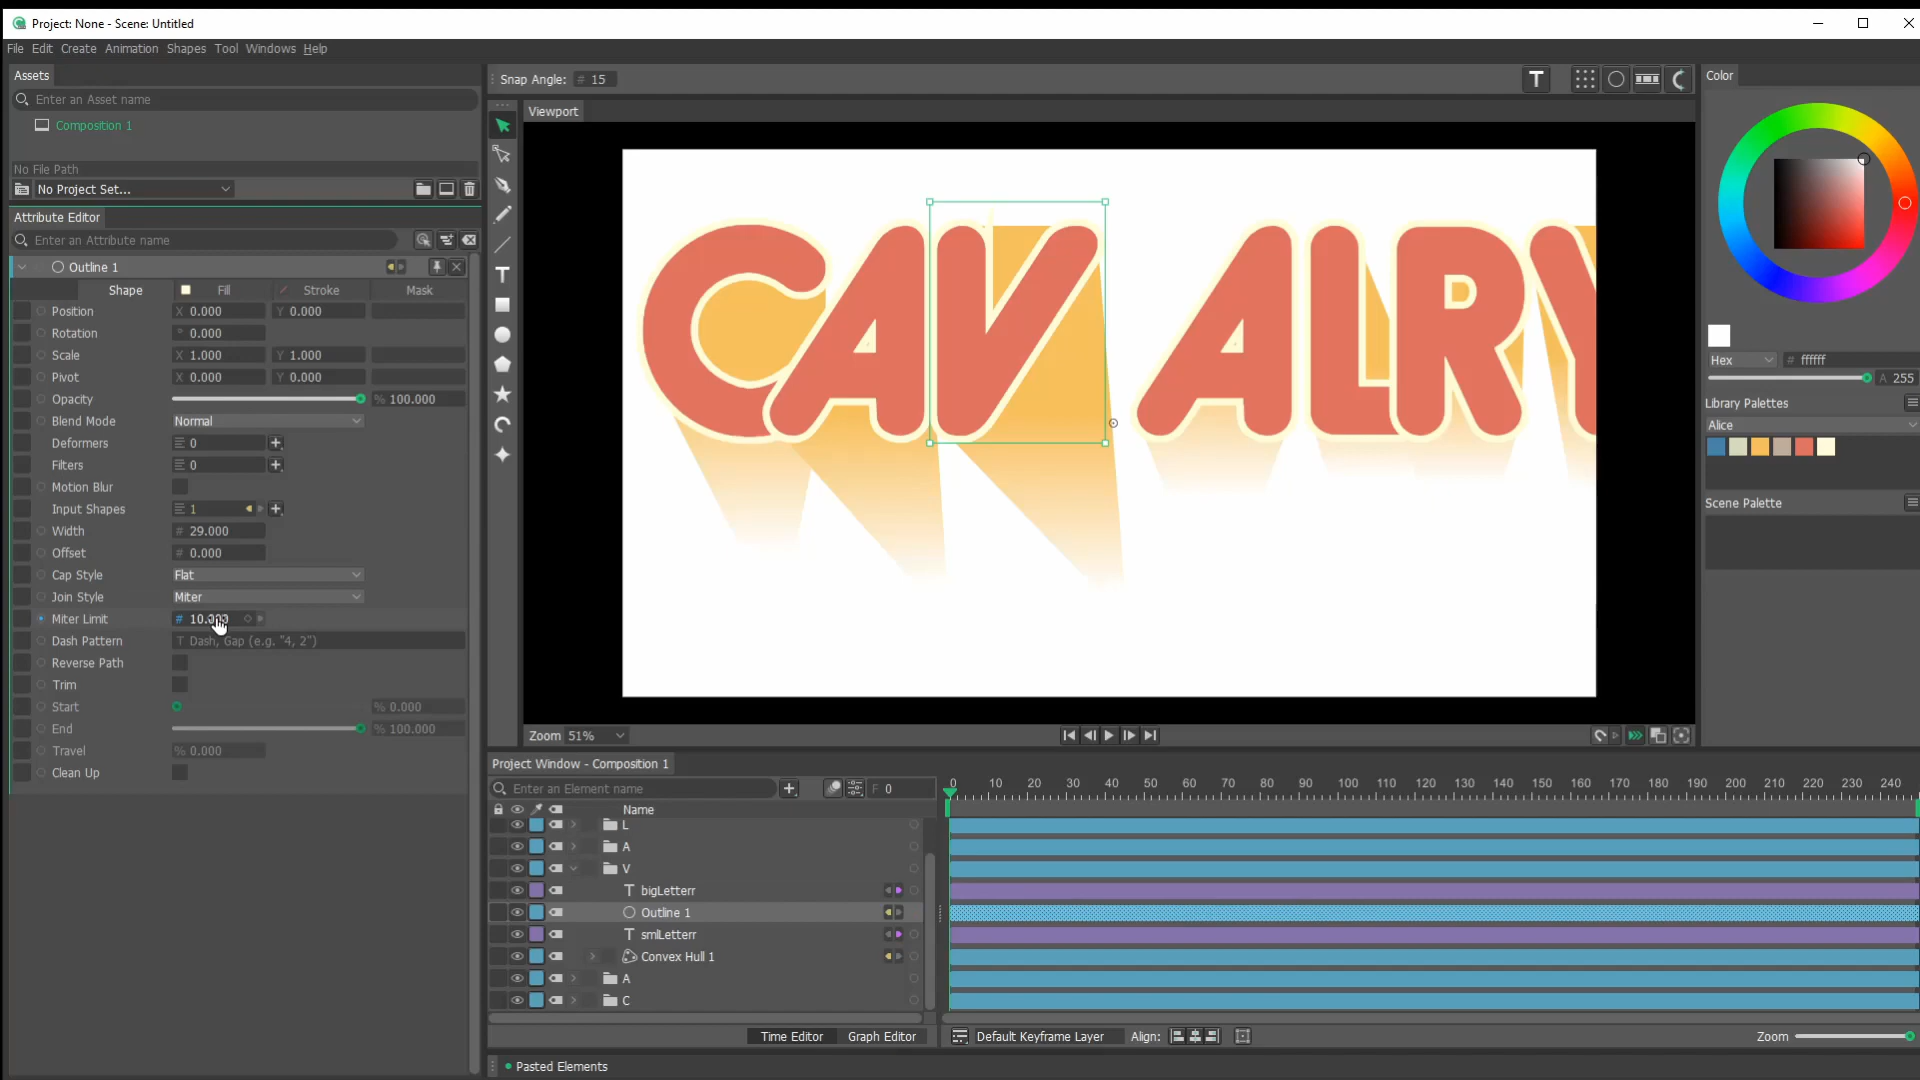 Project: None - Scene: Untitled
File Edit Create Animation Shapes Tool Windows Help
Assets
Enter an Asset name
Composition 1
No File Path
No Project Set...
Attribute Editor
Enter an Attribute name
Outline 1
Shape Fill Stroke Mask
Position X 0.000 Y 0.000
Rotation ° 0.000
Scale X 1.000 Y 1.000
Pivot X 0.000 Y 0.000
Opacity % 100.000
Blend Mode Normal
Deformers 0
Filters 0
Motion Blur
Input Shapes 1
Width # 29.000
Offset # 0.000
Cap Style Flat
Join Style Miter
Miter Limit # 10.000
Dash Pattern T Dash, Gap (e.g. "4, 2")
Reverse Path
Trim
Start % 0.000
End % 100.000
Travel % 0.000
Clean Up
Snap Angle: # 15
Viewport
CAV ALRY
Zoom 51%
Project Window - Composition 1
Enter an Element name
F 0
Name
L
A
V
bigLetterr
Outline 1
smlLetterr
Convex Hull 1
A
C
0 10 20 30 40 50 60 70 80 90 100 110 120 130 140 150 160 170 180 190 200 210 220 230 240
Time Editor Graph Editor
Default Keyframe Layer Align: Zoom
Pasted Elements
Color
Hex # ffffff
A 255
Library Palettes
Alice
Scene Palette